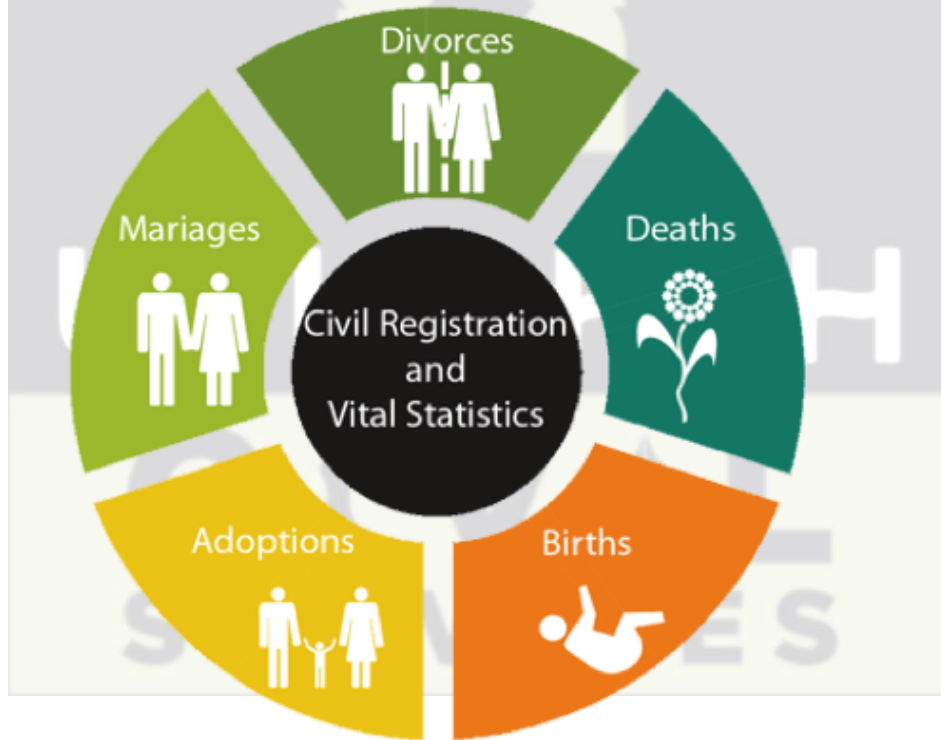 Divorces
Mariages
Deaths
Civil Registration
and
Vital Statistics
Adoptions
Births